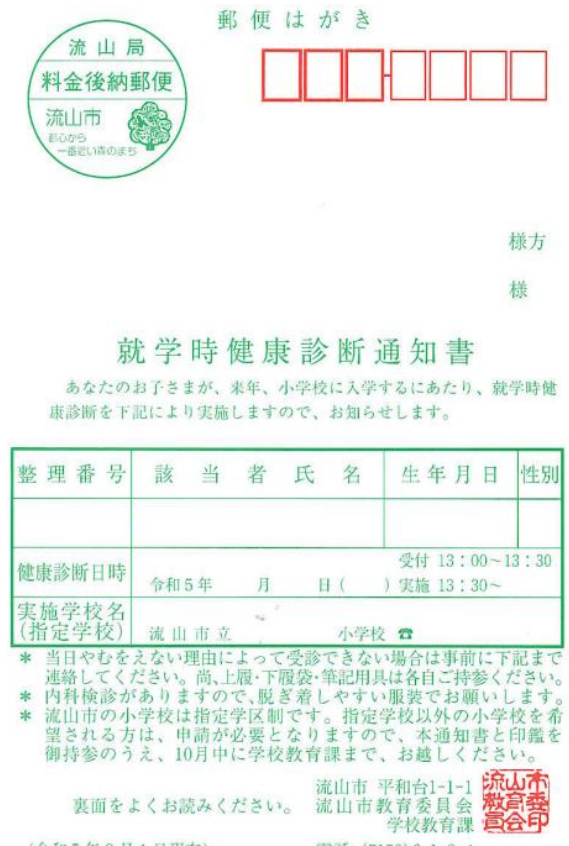 郵便はがき
流山局
料金後納郵便
流山市
都心から
一番近い森のまち
様方
様
就学時健康診断通知書
あなたのお子さまが、来年、小学校に入学するにあたり、就学時健
康診断を下記により実施しますので、お知らせします。
整理番号 該当者氏名 生年月日 性別
健康診断日時 令和5年 月 日( ) 受付 13:00~13:30
実施 13:30~
実施学校名
(指定学校) 流山市立 小学校 ☎
* 当日やむをえない理由によって受診できない場合は事前に下記まで
連絡してください。尚、上履・下履袋・筆記用具は各自ご持参ください。
* 内科検診がありますので、脱ぎ着しやすい服装でお願いします。
* 流山市の小学校は指定学区制です。指定学校以外の小学校を希
望される方は、申請が必要となりますので、本通知書と印鑑を
御持参のうえ、10月中に学校教育課まで、お越しください。
流山市 平和台1-1-1
裏面をよくお読みください。 流山市教育委員会
学校教育課
流山市教育委員会印